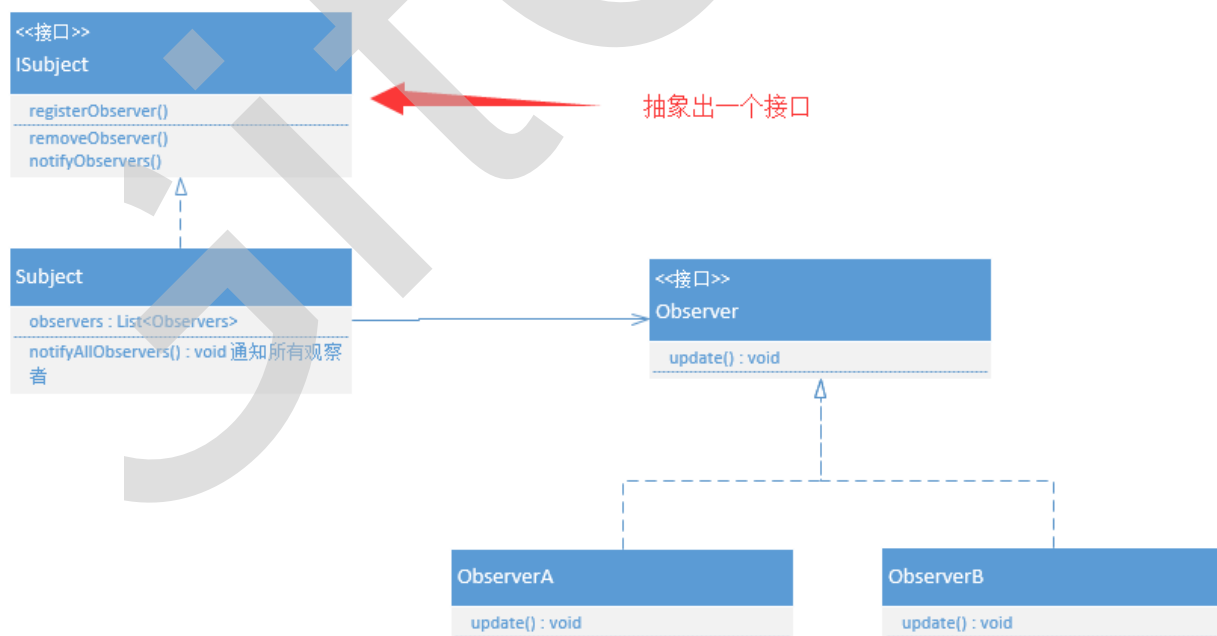 <<接口>>
ISubject
registerObserver()
removeObserver()
notifyObservers()
抽象出一个接口
Subject
observers : List<Observers>
notifyAllObservers() : void 通知所有观察
者
<<接口>>
Observer
update() : void
ObserverA
update() : void
ObserverB
update() : void